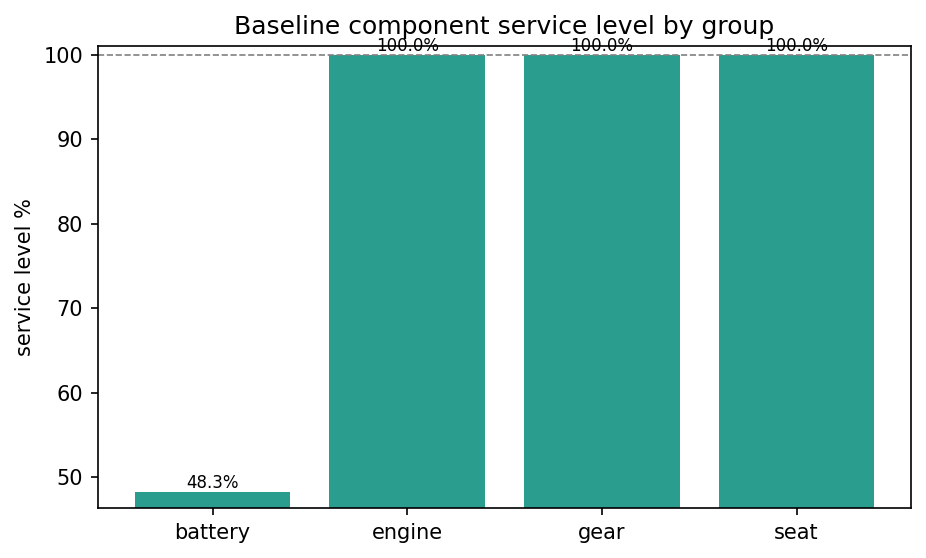 Baseline component service level by group
service level %
100
90
80
70
60
50
48.3%
100.0%
100.0%
100.0%
battery
engine
gear
seat